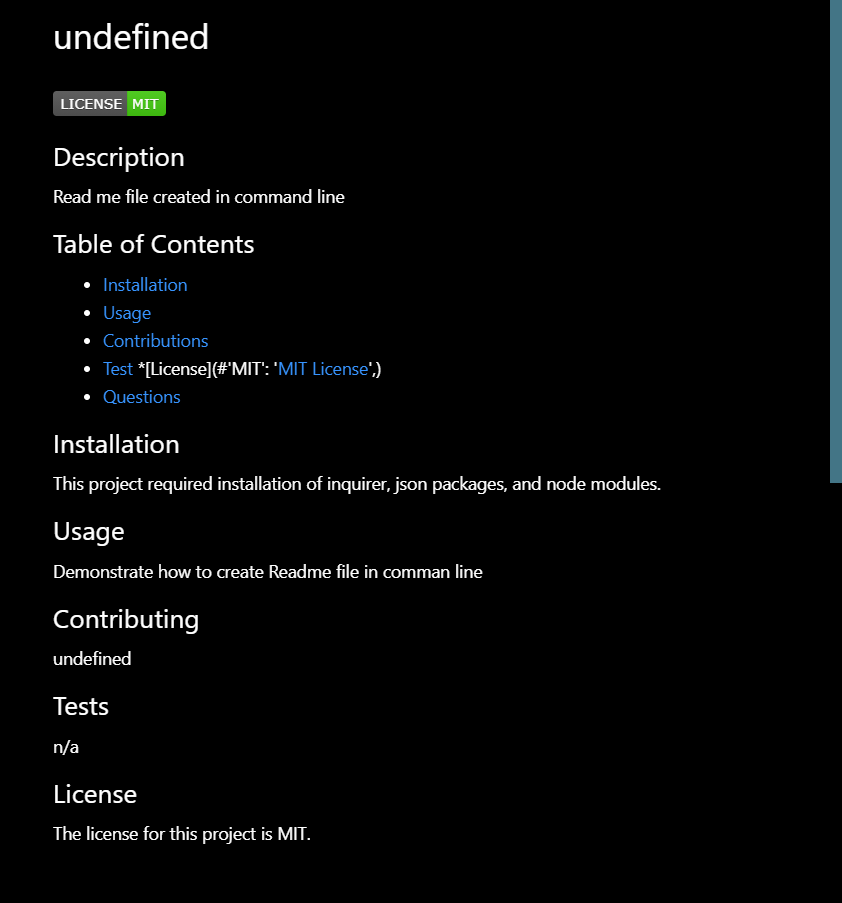 undefined
LICENSE MIT
Description
Read me file created in command line
Table of Contents
Installation
Usage
Contributions
Test *[License](#'MIT': 'MIT License',)
Questions
Installation
This project required installation of inquirer, json packages, and node modules.
Usage
Demonstrate how to create Readme file in comman line
Contributing
undefined
Tests
n/a
License
The license for this project is MIT.